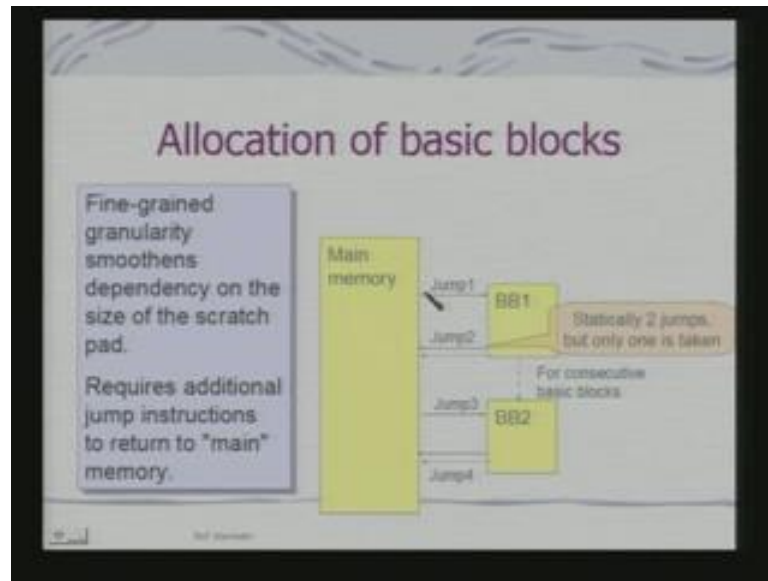 Allocation of basic blocks
Fine-grained
granularity
smoothens
dependency on the
size of the scratch
pad.
Requires additional
jump instructions
to return to "main"
memory.
Main
memory
Jump1
BB1
Statically 2 jumps,
but only one is taken
Jump2
For consecutive
basic blocks
Jump3
BB2
Jump4